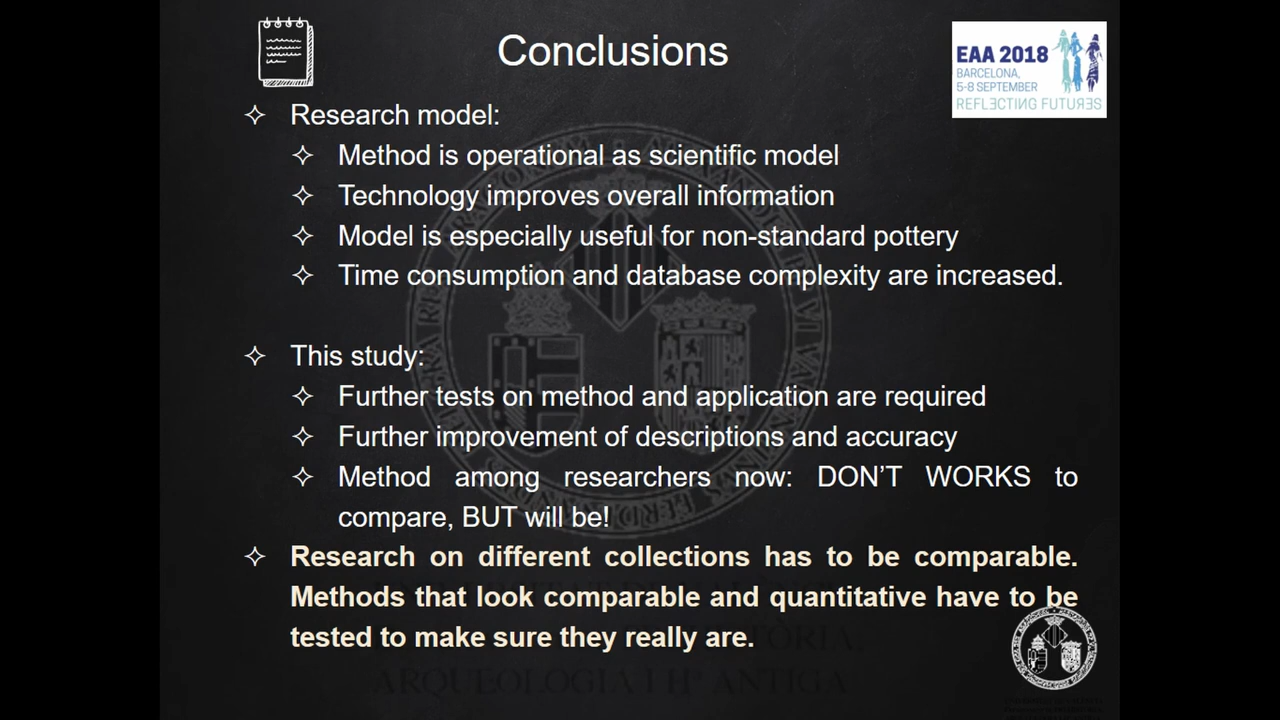 Conclusions
EAA 2018
BARCELONA,
5-8 SEPTEMBER
REFLECTING FUTURES
Research model:
Method is operational as scientific model
Technology improves overall information
Model is especially useful for non-standard pottery
Time consumption and database complexity are increased.
This study:
Further tests on method and application are required
Further improvement of descriptions and accuracy
Method among researchers now: DON'T WORKS to
compare, BUT will be!
Research on different collections has to be comparable.
Methods that look comparable and quantitative have to be
tested to make sure they really are.
ARQUEOLOGIA I Hª ANTIGA